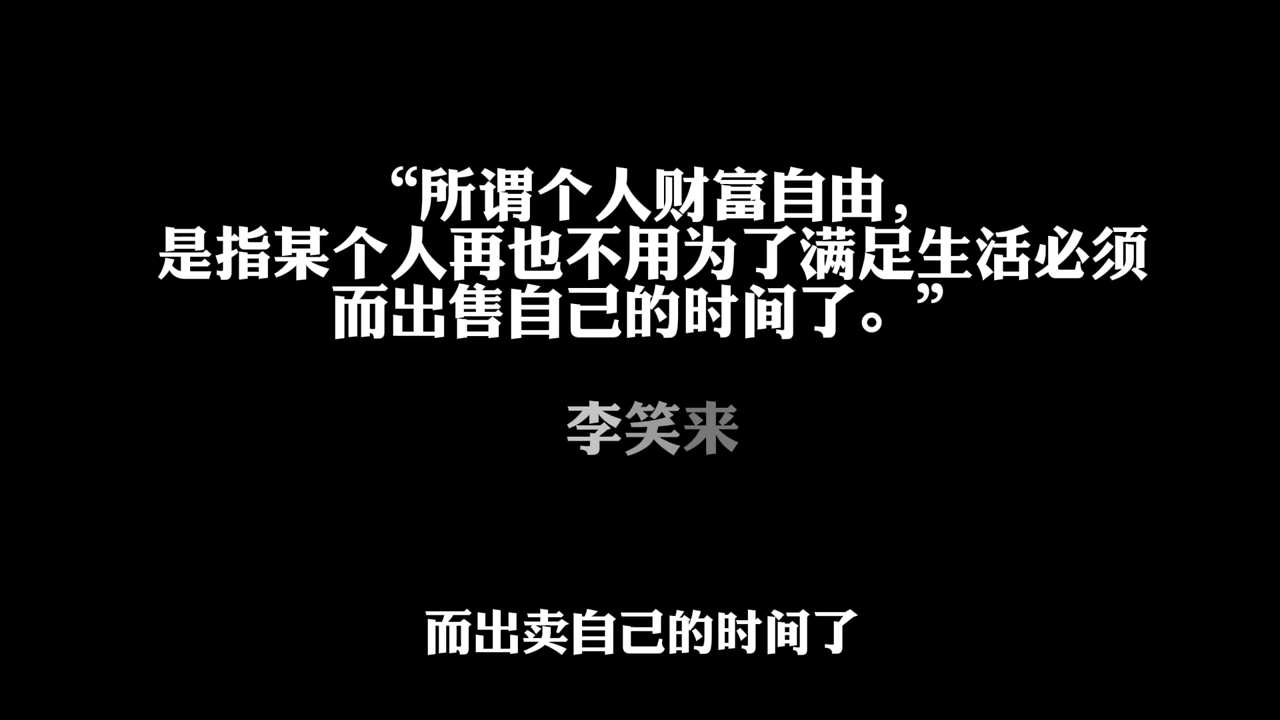 “所谓个人财富自由，
是指某个人再也不用为了满足生活必须
而出售自己的时间了。”
李笑来
而出卖自己的时间了